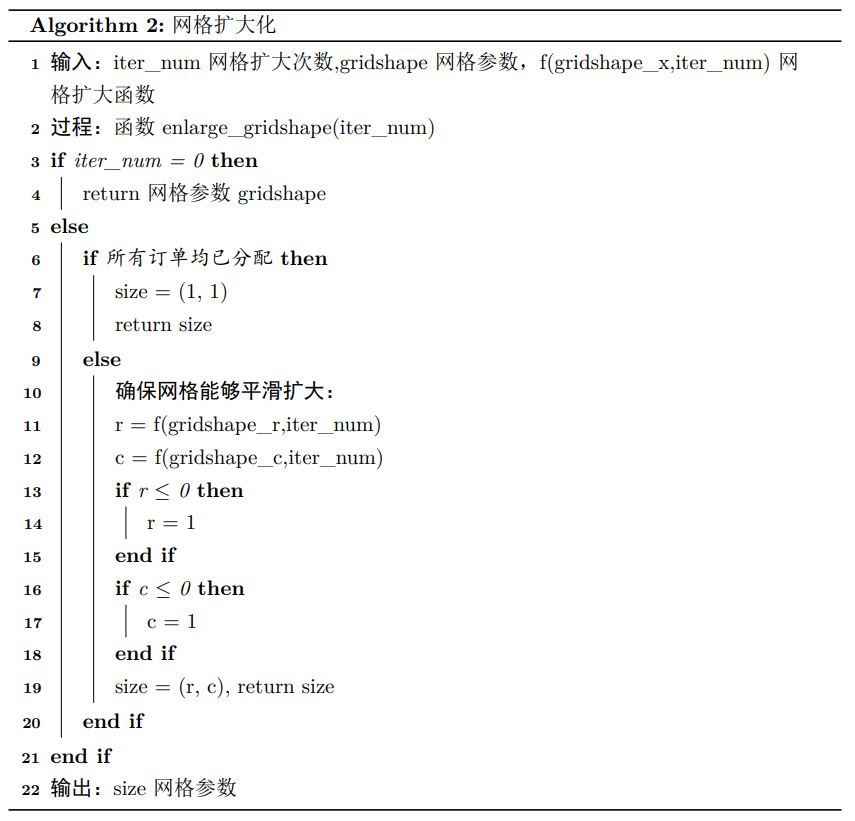 Algorithm 2: 网格扩大化
1 输入：iter_num 网格扩大次数,gridshape 网格参数，f(gridshape_x,iter_num) 网
格扩大函数
2 过程：函数 enlarge_gridshape(iter_num)
3 if iter_num = 0 then
4 return 网格参数 gridshape
5 else
6 if 所有订单均已分配 then
7 size = (1, 1)
8 return size
9 else
10 确保网格能够平滑扩大：
11 r = f(gridshape_r,iter_num)
12 c = f(gridshape_c,iter_num)
13 if r ≤ 0 then
14 r = 1
15 end if
16 if c ≤ 0 then
17 c = 1
18 end if
19 size = (r, c), return size
20 end if
21 end if
22 输出：size 网格参数